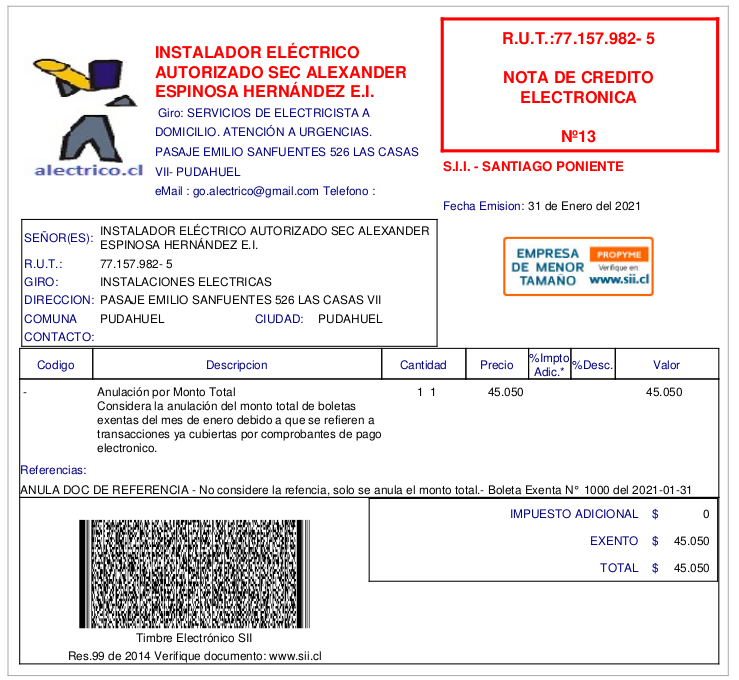 INSTALADOR ELÉCTRICO
AUTORIZADO SEC ALEXANDER
ESPINOSA HERNÁNDEZ E.I.
Giro: SERVICIOS DE ELECTRICISTA A
DOMICILIO. ATENCIÓN A URGENCIAS.
PASAJE EMILIO SANFUENTES 526 LAS CASAS
VII- PUDAHUEL
eMail : go.alectrico@gmail.com Telefono :
alectrico.cl
R.U.T.:77.157.982- 5
NOTA DE CREDITO
ELECTRONICA
Nº13
S.I.I. - SANTIAGO PONIENTE
Fecha Emision: 31 de Enero del 2021
SEÑOR(ES): INSTALADOR ELÉCTRICO AUTORIZADO SEC ALEXANDER
ESPINOSA HERNÁNDEZ E.I.
R.U.T.: 77.157.982- 5
GIRO: INSTALACIONES ELECTRICAS
DIRECCION: PASAJE EMILIO SANFUENTES 526 LAS CASAS VII
COMUNA PUDAHUEL CIUDAD: PUDAHUEL
CONTACTO:
EMPRESA
DE MENOR
TAMAÑO
PROPYME
Verifique en:
www.sii.cl
Codigo Descripcion Cantidad Precio %Impto Adic.* %Desc. Valor
- Anulación por Monto Total 1 1 45.050 45.050
Considera la anulación del monto total de boletas
exentas del mes de enero debido a que se refieren a
transacciones ya cubiertas por comprobantes de pago
electronico.
Referencias:
ANULA DOC DE REFERENCIA - No considere la refencia, solo se anula el monto total.- Boleta Exenta N° 1000 del 2021-01-31
IMPUESTO ADICIONAL $ 0
EXENTO $ 45.050
TOTAL $ 45.050
Timbre Electrónico SII
Res.99 de 2014 Verifique documento: www.sii.cl